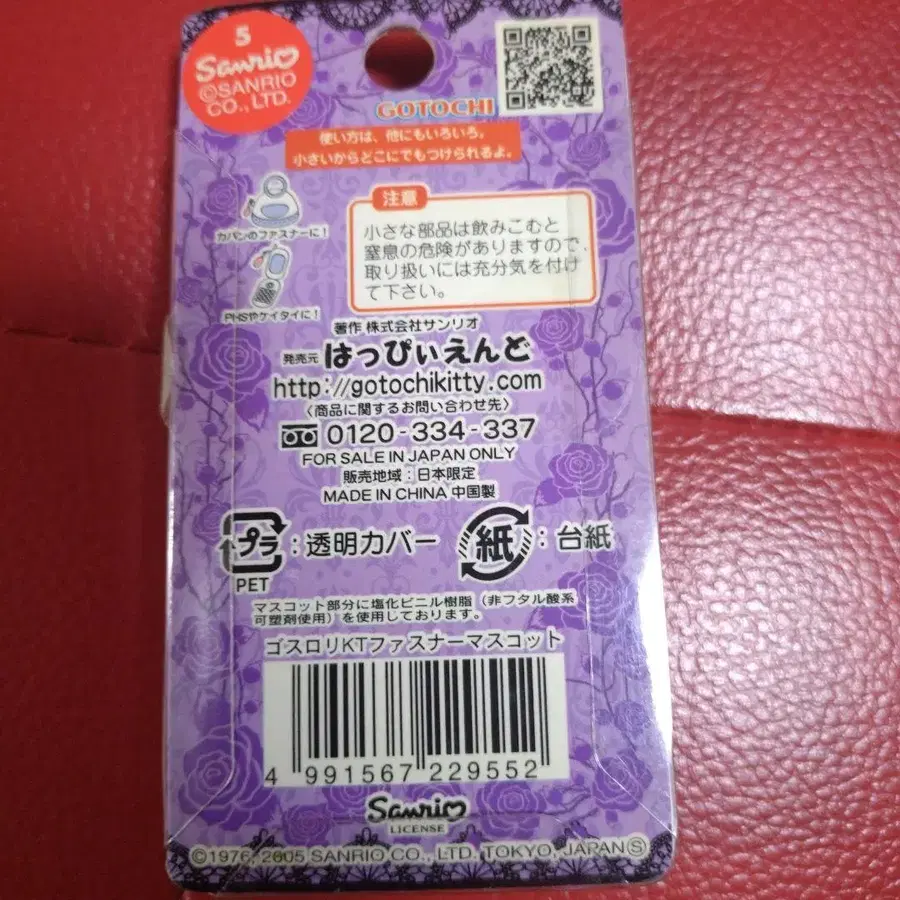 5
Sanrio
©SANRIO
CO., LTD.
GOTOCHI
使い方は、他にもいろいろ。
小さいからどこにでもつけられるよ。
カバンのファスナーに!
PHSやケイタイに!
注意
小さな部品は飲みこむと
窒息の危険がありますので、
取り扱いには充分気を付け
て下さい。
著作 株式会社サンリオ
発売元 はっぴぃえんど
http://gotochikitty.com
〈商品に関するお問い合わせ先〉
0120-334-337
FOR SALE IN JAPAN ONLY
販売地域:日本限定
MADE IN CHINA 中国製
プラ:透明カバー
PET
紙:台紙
マスコット部分に塩化ビニル樹脂(非フタル酸系
可塑剤使用)を使用しております。
ゴスロリKTファスナーマスコット
4 991567 229552
Sanrio
LICENSE
©1976, 2005 SANRIO CO., LTD. TOKYO, JAPAN Ⓢ